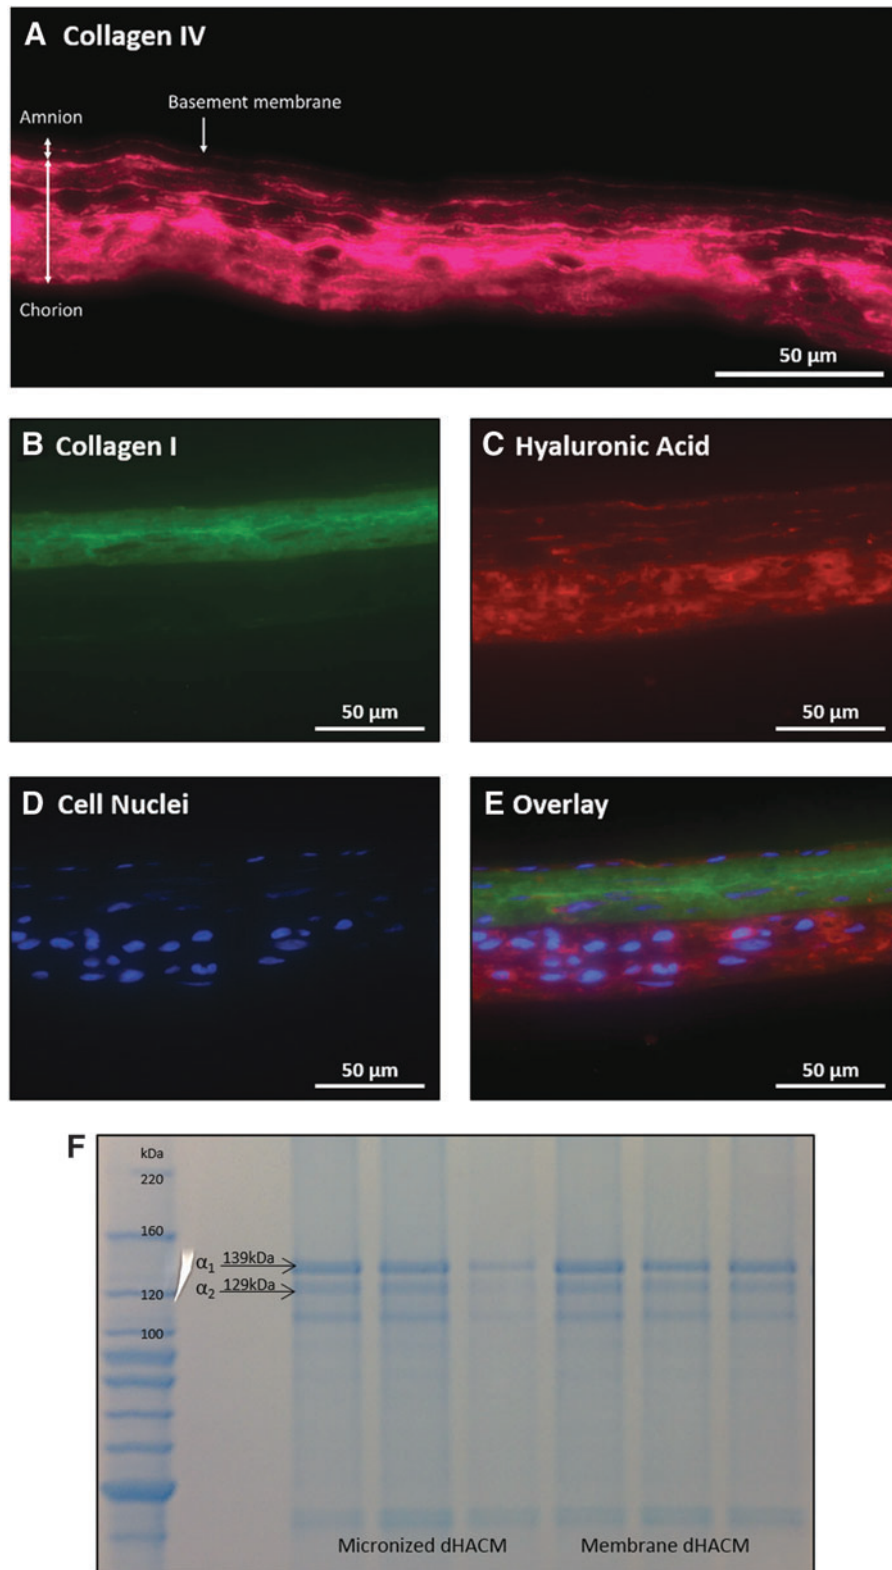 A Collagen IV
Basement membrane
Amnion
Chorion
50 µm
B Collagen I
50 µm
C Hyaluronic Acid
50 µm
D Cell Nuclei
50 µm
E Overlay
50 µm
F
kDa
220
160
α1 139kDa
α2 129kDa
120
100
Micronized dHACM
Membrane dHACM